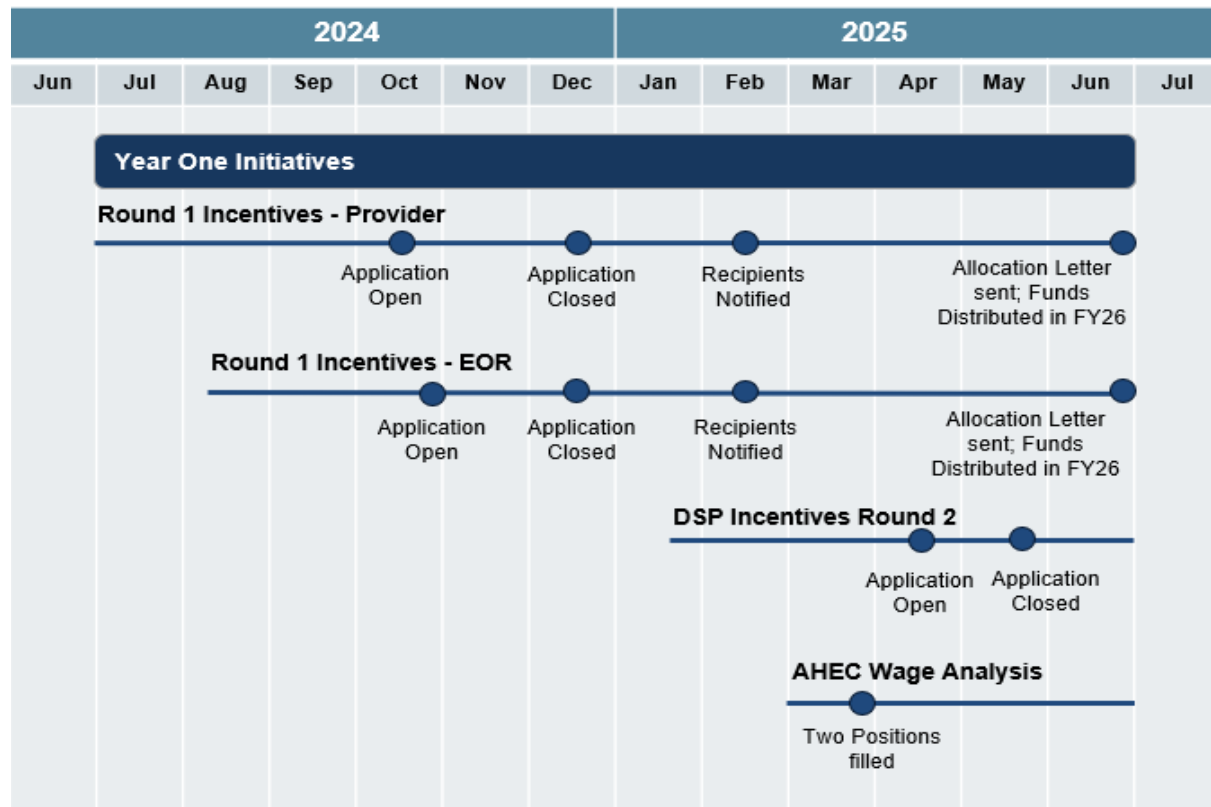 2024 2025
Jun Jul Aug Sep Oct Nov Dec Jan Feb Mar Apr May Jun Jul
Year One Initiatives
Round 1 Incentives - Provider
Application
Open
Application
Closed
Recipients
Notified
Allocation Letter
sent; Funds
Distributed in FY26
Round 1 Incentives - EOR
Application
Open
Application
Closed
Recipients
Notified
Allocation Letter
sent; Funds
Distributed in FY26
DSP Incentives Round 2
Application
Open
Application
Closed
AHEC Wage Analysis
Two Positions
filled